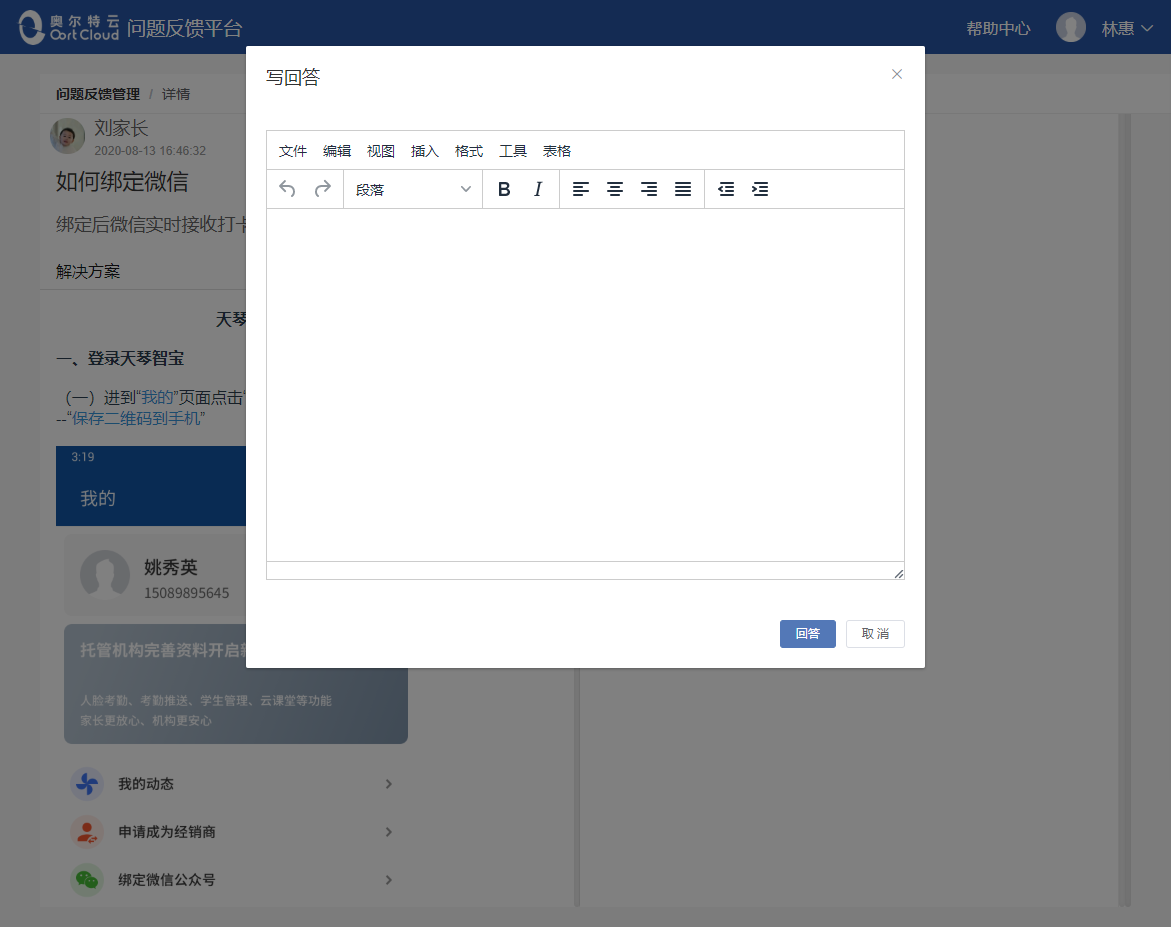 奥尔特云
Oort Cloud
问题反馈平台
帮助中心
林惠
问题反馈管理 / 详情
刘家长
2020-08-13 16:46:32
如何绑定微信
绑定后微信实时接收打卡
解决方案
天琴
一、登录天琴智宝
（一）进到“我的”页面点击“
--“保存二维码到手机”
3:19
我的
姚秀英
15089895645
托管机构完善资料开启
人脸考勤、考勤推送、学生管理、云课堂等功能
家长更放心、机构更安心
我的动态
申请成为经销商
绑定微信公众号
写回答
文件 编辑 视图 插入 格式 工具 表格
段落 B I
回答 取消